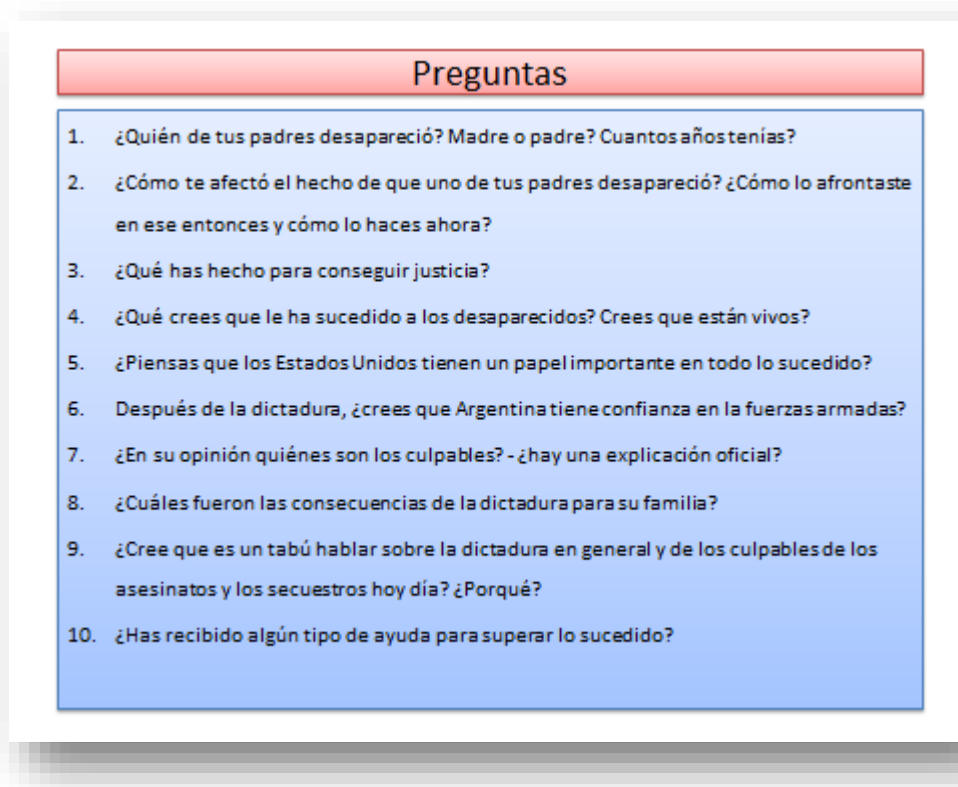 Preguntas
1. ¿Quién de tus padres desapareció? Madre o padre? Cuantos años tenías?
2. ¿Cómo te afectó el hecho de que uno de tus padres desapareció? ¿Cómo lo afrontaste
en ese entonces y cómo lo haces ahora?
3. ¿Qué has hecho para conseguir justicia?
4. ¿Qué crees que le ha sucedido a los desaparecidos? Crees que están vivos?
5. ¿Piensas que los Estados Unidos tienen un papel importante en todo lo sucedido?
6. Después de la dictadura, ¿crees que Argentina tiene confianza en la fuerzas armadas?
7. ¿En su opinión quiénes son los culpables? - ¿hay una explicación oficial?
8. ¿Cuáles fueron las consecuencias de la dictadura para su familia?
9. ¿Cree que es un tabú hablar sobre la dictadura en general y de los culpables de los
asesinatos y los secuestros hoy día? ¿Porqué?
10. ¿Has recibido algún tipo de ayuda para superar lo sucedido?